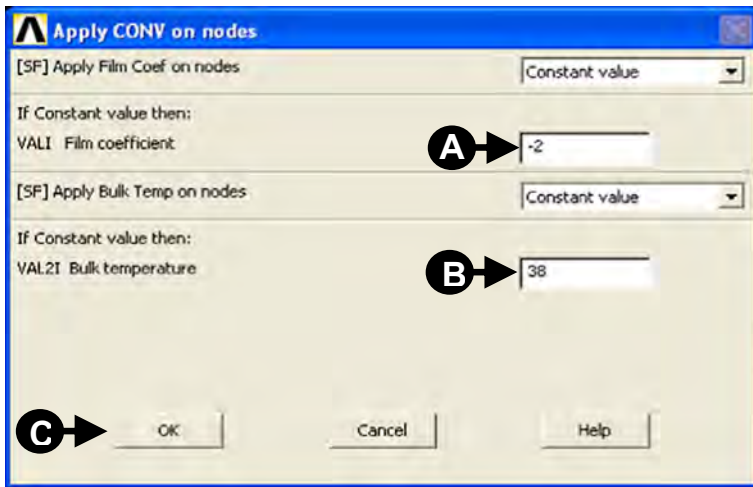 Apply CONV on nodes
[SF] Apply Film Coef on nodes Constant value
If Constant value then:
VALI Film coefficient A -2
[SF] Apply Bulk Temp on nodes Constant value
If Constant value then:
VAL2I Bulk temperature B 38
C OK Cancel Help